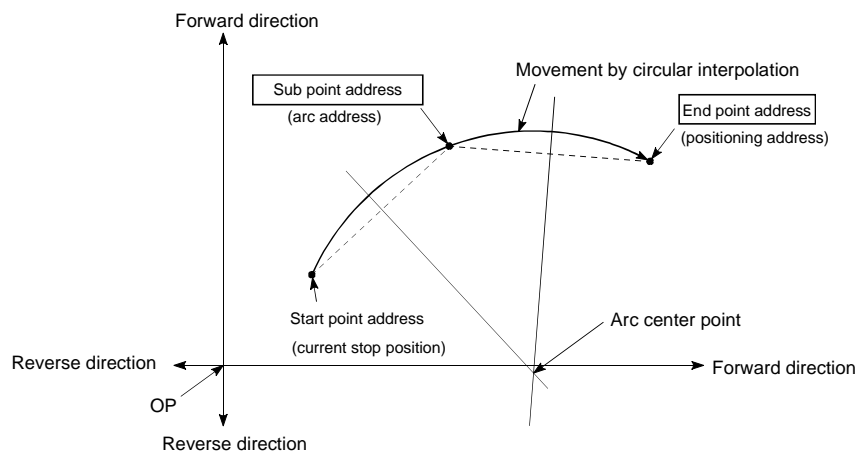 Forward direction
Movement by circular interpolation
Sub point address
(arc address)
End point address
(positioning address)
Start point address
(current stop position)
Arc center point
Reverse direction
Forward direction
OP
Reverse direction